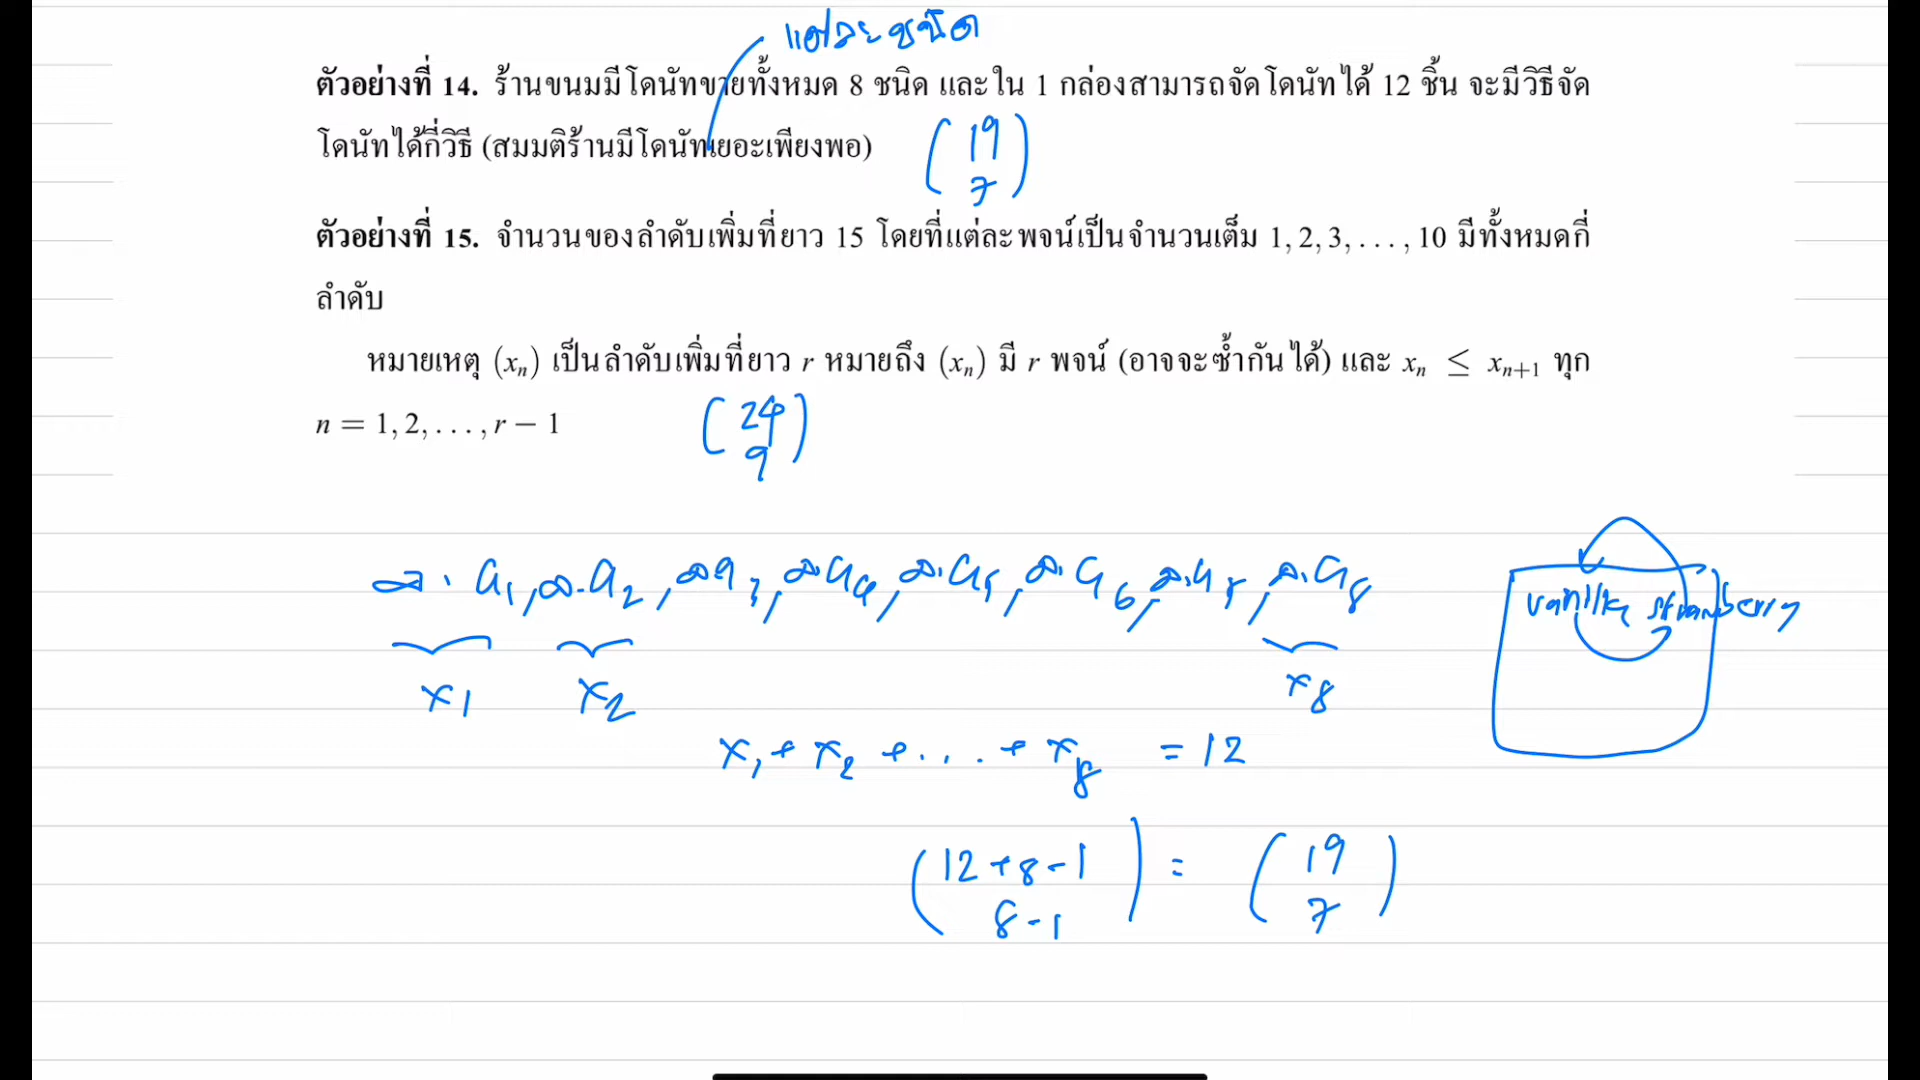 แต่ละชนิด
ตัวอย่างที่ 14. ร้านขนมมีโดนัทขายทั้งหมด 8 ชนิด และใน 1 กล่องสามารถจัดโดนัทได้ 12 ชิ้น จะมีวิธีจัด
โดนัทได้กี่วิธี (สมมติร้านมีโดนัทเยอะเพียงพอ) (19 7)
ตัวอย่างที่ 15. จำนวนของลำดับเพิ่มที่ยาว 15 โดยที่แต่ละพจน์เป็นจำนวนเต็ม 1, 2, 3, . . . , 10 มีทั้งหมดกี่
ลำดับ
หมายเหตุ (xₙ) เป็นลำดับเพิ่มที่ยาว r หมายถึง (xₙ) มี r พจน์ (อาจจะซ้ำกันได้) และ xₙ ≤ xₙ₊₁ ทุก
n = 1, 2, . . . , r − 1 (24 9)
∞·a₁, ∞·a₂, ∞a₃, ∞·a₄, ∞·a₅, ∞·a₆, ∞·a₇, ∞·a₈
vanilla strawberry
x₁ x₂ x₈
x₁ + x₂ + ... + x₈ = 12
(12+8-1 8-1) = (19 7)